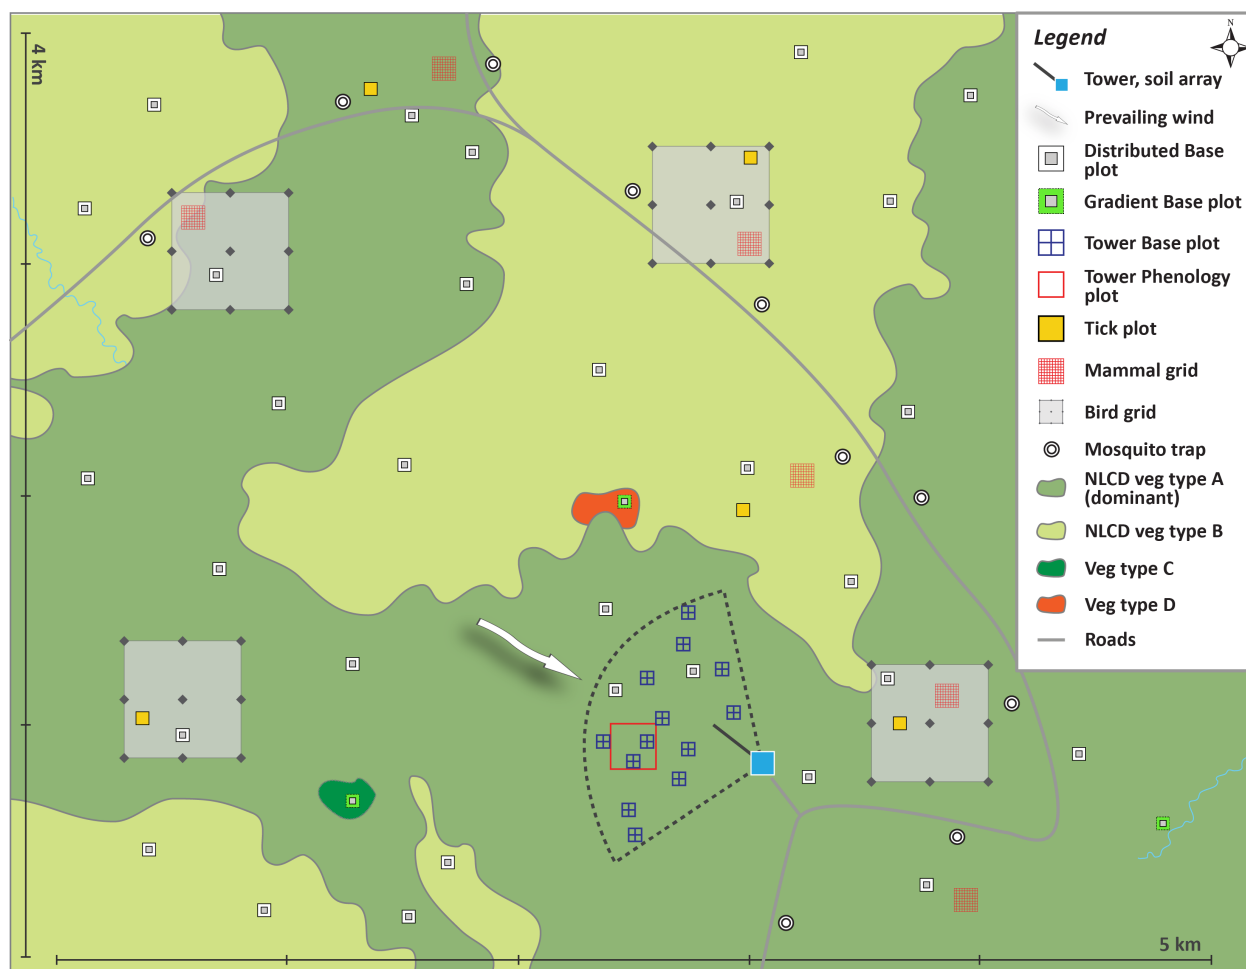 4 km
Legend
N
Tower, soil array
Prevailing wind
Distributed Base
plot
Gradient Base plot
Tower Base plot
Tower Phenology
plot
Tick plot
Mammal grid
Bird grid
Mosquito trap
NLCD veg type A
(dominant)
NLCD veg type B
Veg type C
Veg type D
Roads
5 km